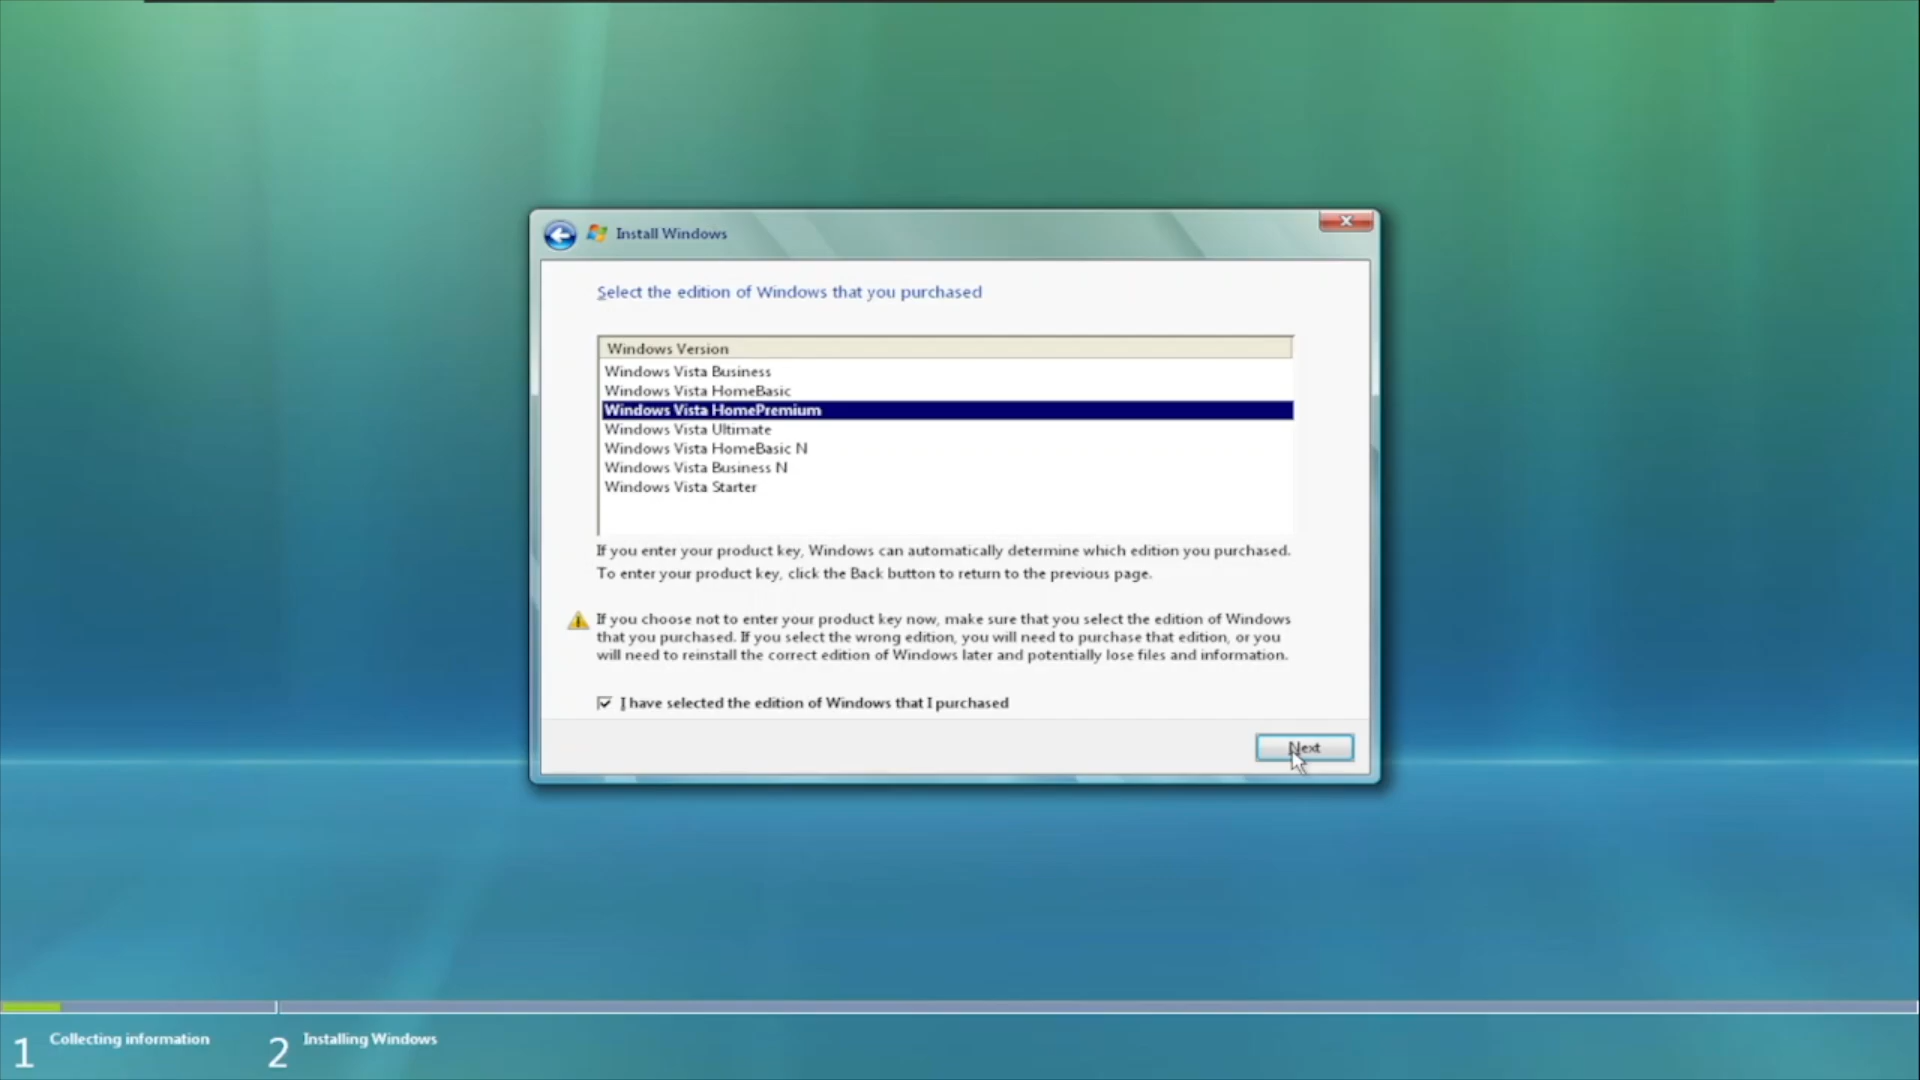 Install Windows
Select the edition of Windows that you purchased
Windows Version
Windows Vista Business
Windows Vista HomeBasic
Windows Vista HomePremium
Windows Vista Ultimate
Windows Vista HomeBasic N
Windows Vista Business N
Windows Vista Starter
If you enter your product key, Windows can automatically determine which edition you purchased.
To enter your product key, click the Back button to return to the previous page.
If you choose not to enter your product key now, make sure that you select the edition of Windows
that you purchased. If you select the wrong edition, you will need to purchase that edition, or you
will need to reinstall the correct edition of Windows later and potentially lose files and information.
I have selected the edition of Windows that I purchased
Next
1 Collecting information
2 Installing Windows